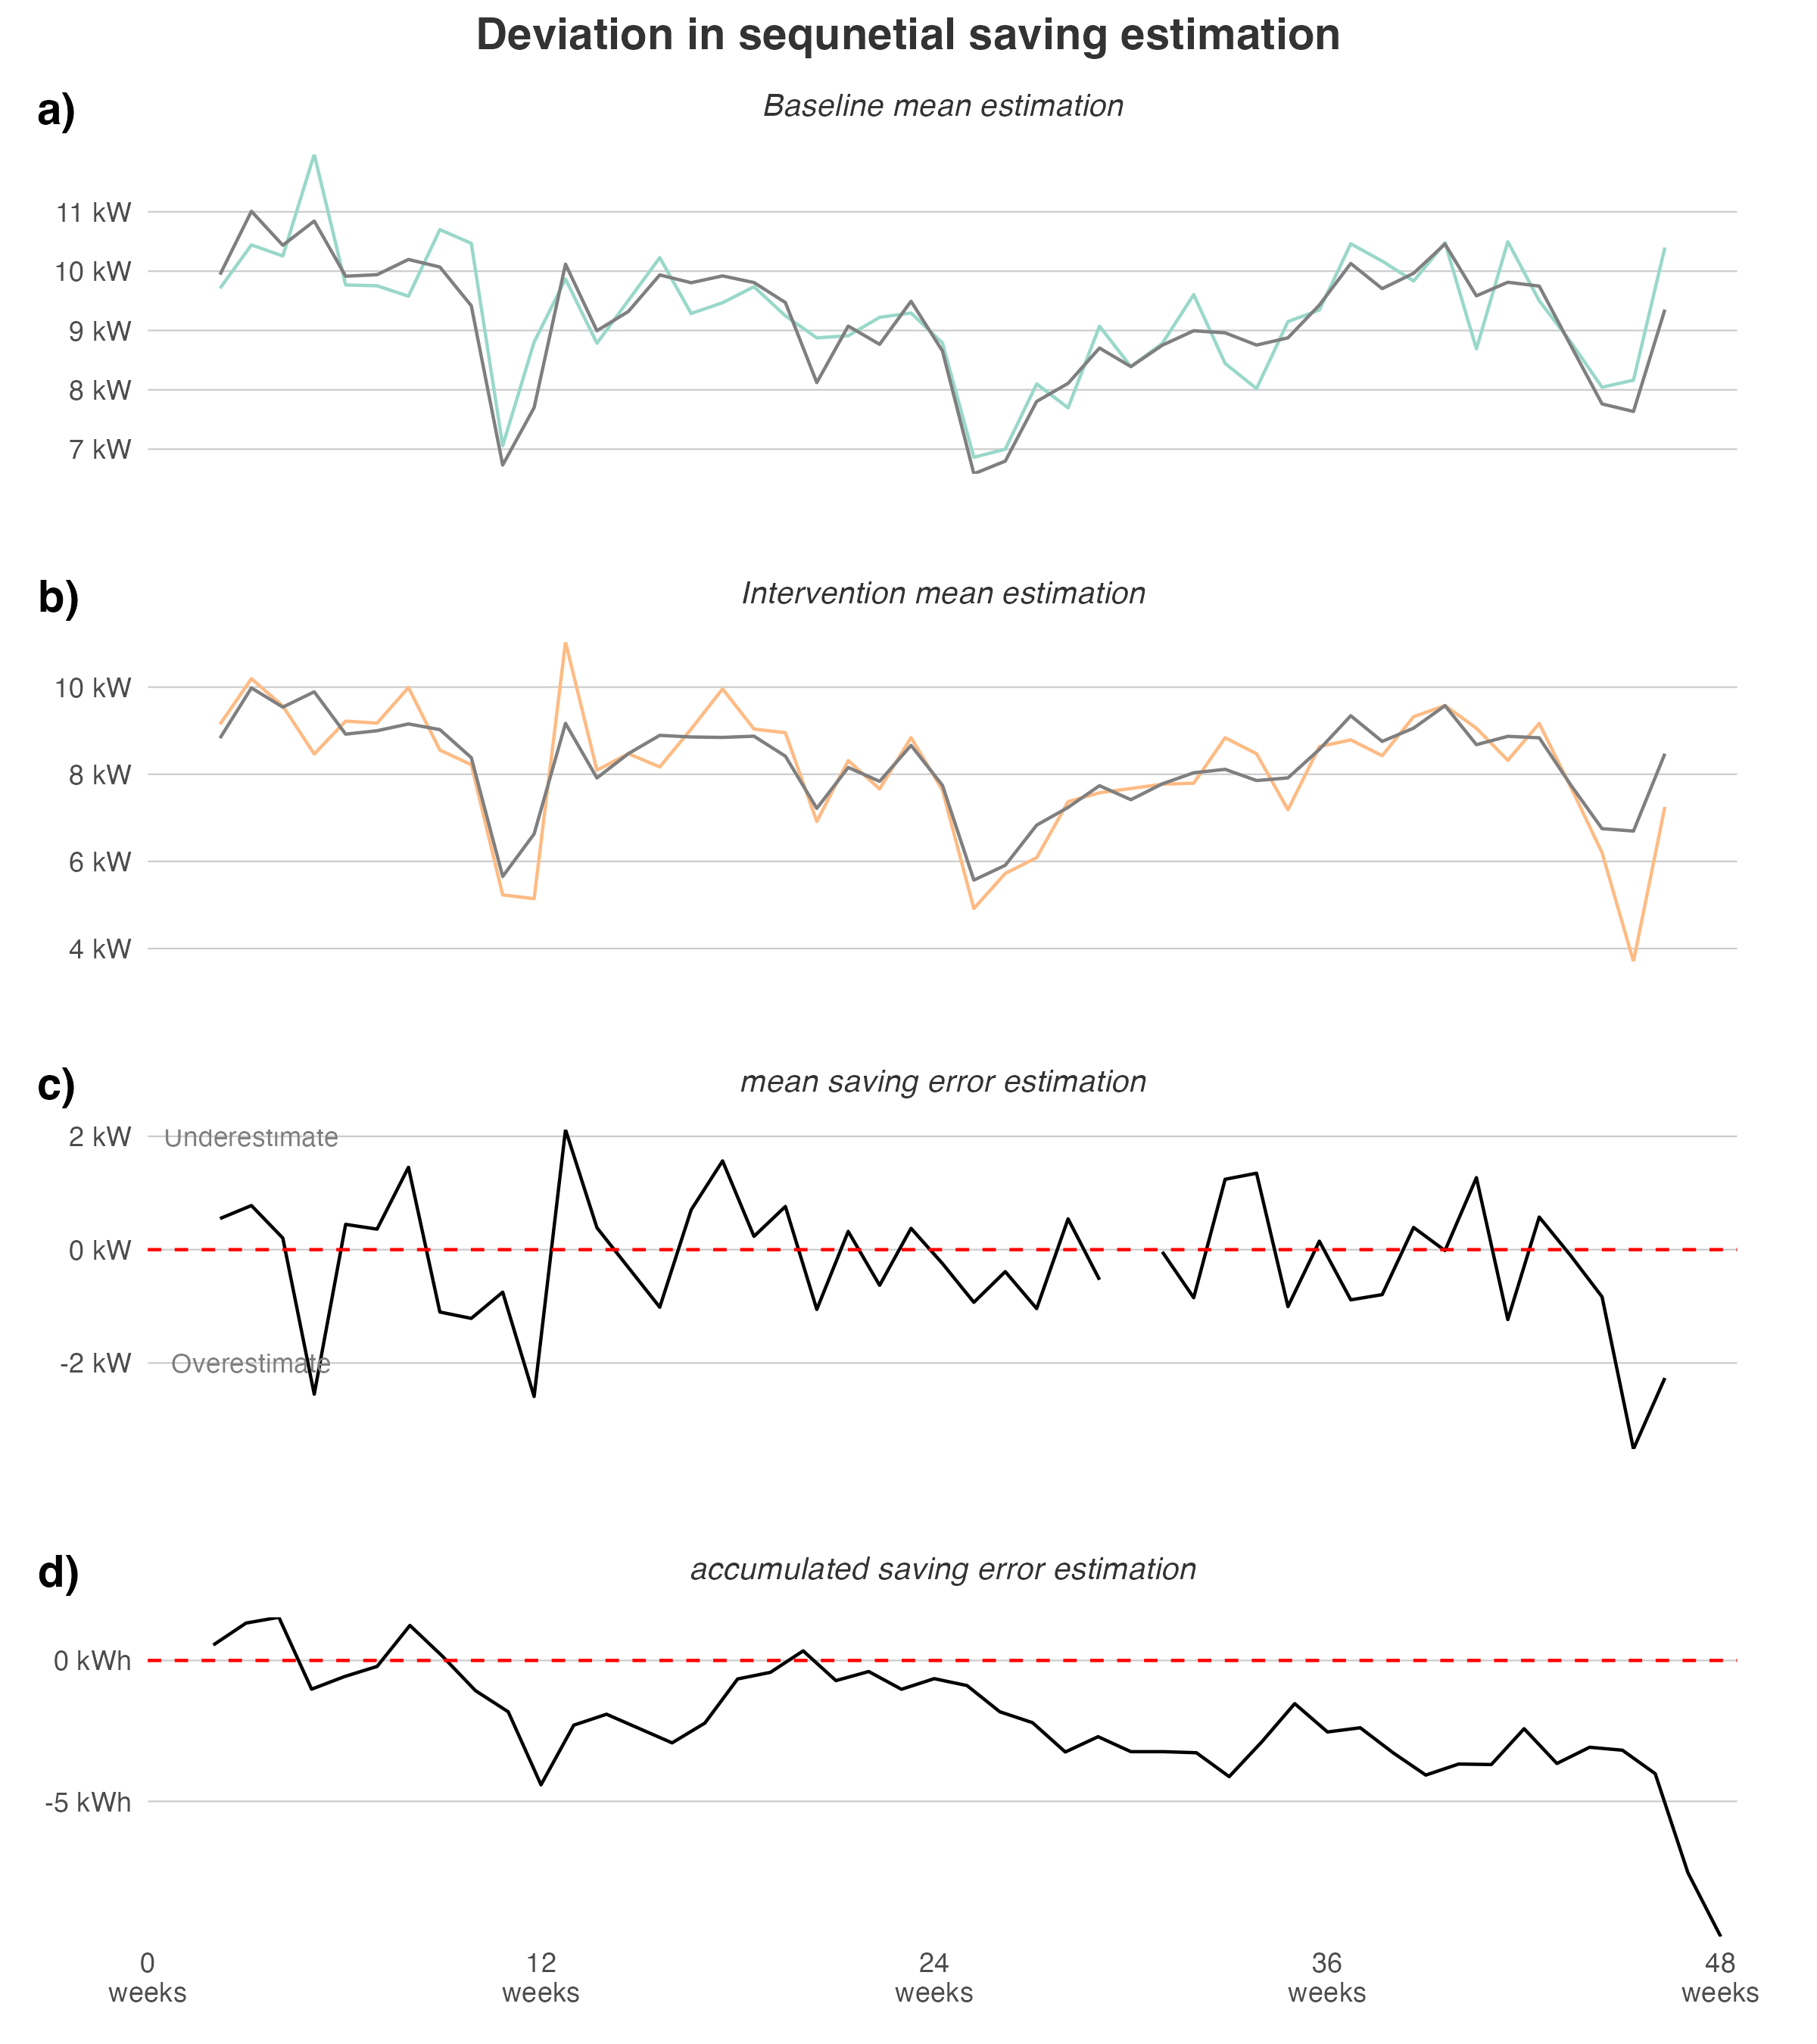 Deviation in sequnetial saving estimation
a)
Baseline mean estimation
11 kW
10 kW
9 kW
8 kW
7 kW
b)
Intervention mean estimation
10 kW
8 kW
6 kW
4 kW
c)
mean saving error estimation
2 kW
Underestimate
0 kW
-2 kW
Overestimate
d)
accumulated saving error estimation
0 kWh
-5 kWh
0 12 24 36 48
weeks weeks weeks weeks weeks